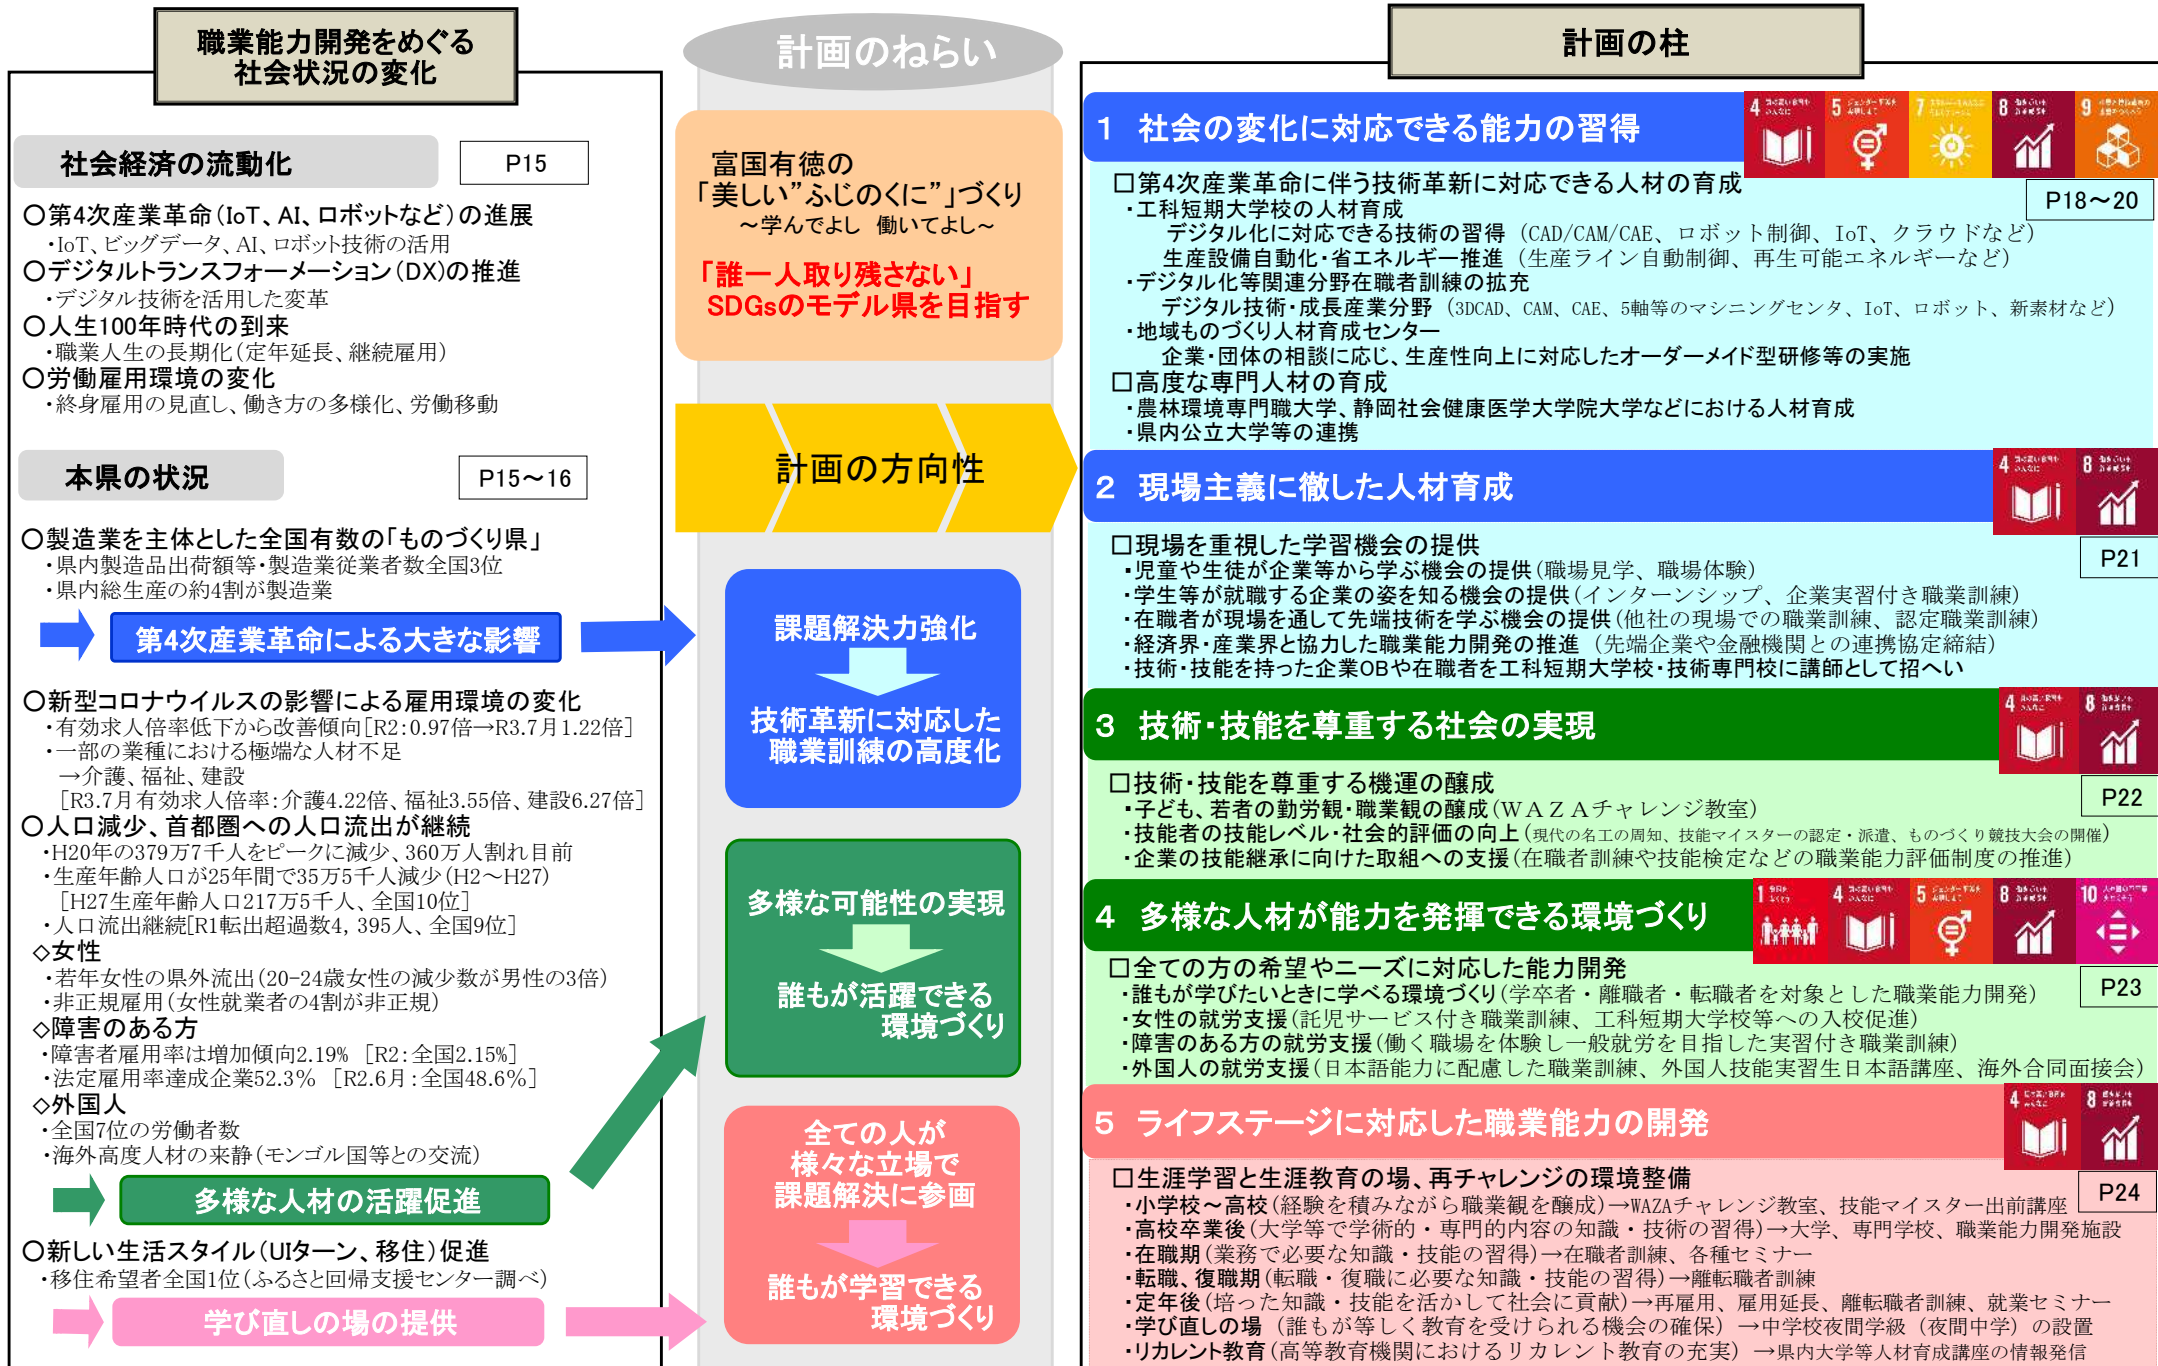 職業能力開発をめぐる
社会状況の変化
社会経済の流動化
P15
○第4次産業革命(IoT、AI、ロボットなど)の進展
・IoT、ビッグデータ、AI、ロボット技術の活用
○デジタルトランスフォーメーション(DX)の推進
・デジタル技術を活用した変革
○人生100年時代の到来
・職業人生の長期化(定年延長、継続雇用)
○労働雇用環境の変化
・終身雇用の見直し、働き方の多様化、労働移動
本県の状況
P15～16
○製造業を主体とした全国有数の「ものづくり県」
・県内製造品出荷額等・製造業従業者数全国3位
・県内総生産の約4割が製造業
第4次産業革命による大きな影響
○新型コロナウイルスの影響による雇用環境の変化
・有効求人倍率低下から改善傾向[R2:0.97倍→R3.7月1.22倍]
・一部の業種における極端な人材不足
→介護、福祉、建設
[R3.7月有効求人倍率:介護4.22倍、福祉3.55倍、建設6.27倍]
○人口減少、首都圏への人口流出が継続
・H20年の379万7千人をピークに減少、360万人割れ目前
・生産年齢人口が25年間で35万5千人減少(H2～H27)
[H27生産年齢人口217万5千人、全国10位]
・人口流出継続[R1転出超過数4,395人、全国9位]
◇女性
・若年女性の県外流出(20-24歳女性の減少数が男性の3倍)
・非正規雇用(女性就業者の4割が非正規)
◇障害のある方
・障害者雇用率は増加傾向2.19% [R2:全国2.15%]
・法定雇用率達成企業52.3% [R2.6月:全国48.6%]
◇外国人
・全国7位の労働者数
・海外高度人材の来静(モンゴル国等との交流)
多様な人材の活躍促進
○新しい生活スタイル(UIターン、移住)促進
・移住希望者全国1位(ふるさと回帰支援センター調べ)
学び直しの場の提供
計画のねらい
富国有徳の
「美しい”ふじのくに”」づくり
～学んでよし 働いてよし～
「誰一人取り残さない」
SDGsのモデル県を目指す
計画の方向性
課題解決力強化
技術革新に対応した
職業訓練の高度化
多様な可能性の実現
誰もが活躍できる
環境づくり
全ての人が
様々な立場で
課題解決に参画
誰もが学習できる
環境づくり
計画の柱
1 社会の変化に対応できる能力の習得
4
5
7
8
9
P18～20
□第4次産業革命に伴う技術革新に対応できる人材の育成
・工科短期大学校の人材育成
デジタル化に対応できる技術の習得 (CAD/CAM/CAE、ロボット制御、IoT、クラウドなど)
生産設備自動化・省エネルギー推進 (生産ライン自動制御、再生可能エネルギーなど)
・デジタル化等関連分野在職者訓練の拡充
デジタル技術・成長産業分野 (3DCAD、CAM、CAE、5軸等のマシニングセンタ、IoT、ロボット、新素材など)
・地域ものづくり人材育成センター
企業・団体の相談に応じ、生産性向上に対応したオーダーメイド型研修等の実施
□高度な専門人材の育成
・農林環境専門職大学、静岡社会健康医学大学院大学などにおける人材育成
・県内公立大学等の連携
2 現場主義に徹した人材育成
4
8
P21
□現場を重視した学習機会の提供
・児童や生徒が企業等から学ぶ機会の提供(職場見学、職場体験)
・学生等が就職する企業の姿を知る機会の提供(インターンシップ、企業実習付き職業訓練)
・在職者が現場を通して先端技術を学ぶ機会の提供(他社の現場での職業訓練、認定職業訓練)
・経済界・産業界と協力した職業能力開発の推進 (先端企業や金融機関との連携協定締結)
・技術・技能を持った企業OBや在職者を工科短期大学校・技術専門校に講師として招へい
3 技術・技能を尊重する社会の実現
4
8
P22
□技術・技能を尊重する機運の醸成
・子ども、若者の勤労観・職業観の醸成(WAZAチャレンジ教室)
・技能者の技能レベル・社会的評価の向上(現代の名工の周知、技能マイスターの認定・派遣、ものづくり競技大会の開催)
・企業の技能継承に向けた取組への支援(在職者訓練や技能検定などの職業能力評価制度の推進)
4 多様な人材が能力を発揮できる環境づくり
1
4
5
8
10
P23
□全ての方の希望やニーズに対応した能力開発
・誰もが学びたいときに学べる環境づくり(学卒者・離職者・転職者を対象とした職業能力開発)
・女性の就労支援(託児サービス付き職業訓練、工科短期大学校等への入校促進)
・障害のある方の就労支援(働く職場を体験し一般就労を目指した実習付き職業訓練)
・外国人の就労支援(日本語能力に配慮した職業訓練、外国人技能実習生日本語講座、海外合同面接会)
5 ライフステージに対応した職業能力の開発
4
8
P24
□生涯学習と生涯教育の場、再チャレンジの環境整備
・小学校～高校(経験を積みながら職業観を醸成)→WAZAチャレンジ教室、技能マイスター出前講座
・高校卒業後(大学等で学術的・専門的内容の知識・技術の習得)→大学、専門学校、職業能力開発施設
・在職期(業務で必要な知識・技能の習得)→在職者訓練、各種セミナー
・転職、復職期(転職・復職に必要な知識・技能の習得)→離転職者訓練
・定年後(培った知識・技能を活かして社会に貢献)→再雇用、雇用延長、離転職者訓練、就業セミナー
・学び直しの場 (誰もが等しく教育を受けられる機会の確保) →中学校夜間学級 (夜間中学) の設置
・リカレント教育(高等教育機関におけるリカレント教育の充実) →県内大学等人材育成講座の情報発信